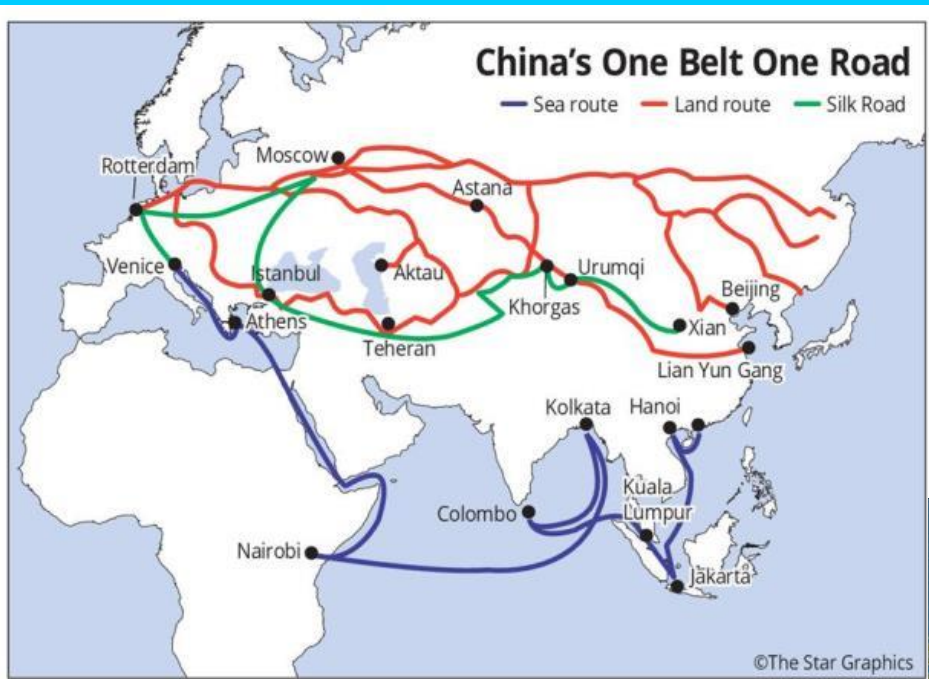 China's One Belt One Road
Sea route Land route Silk Road
Rotterdam
Moscow
Astana
Venice
Istanbul
Aktau
Urumqi
Khorgas
Beijing
Athens
Xian
Teheran
Lian Yun Gang
Kolkata
Hanoi
Colombo
Kuala
Lumpur
Nairobi
Jakarta
©The Star Graphics